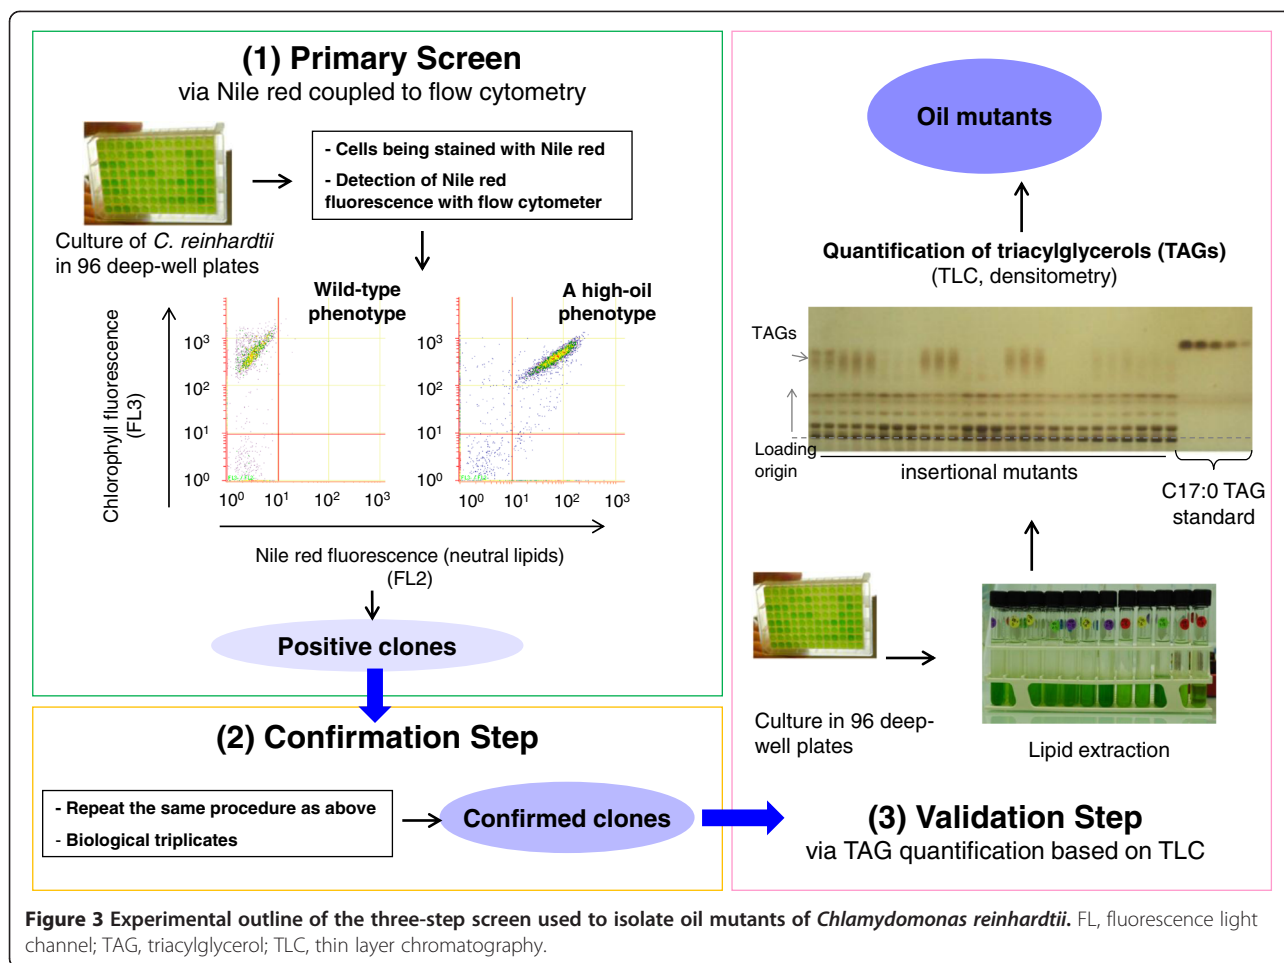 (1) Primary Screen
via Nile red coupled to flow cytometry
- Cells being stained with Nile red
- Detection of Nile red
fluorescence with flow cytometer
Culture of C. reinhardtii
in 96 deep-well plates
Wild-type
phenotype
A high-oil
phenotype
Chlorophyll fluorescence
(FL3)
10³
10²
10¹
10⁰
10⁰ 10¹ 10² 10³
10³
10²
10¹
10⁰
10⁰ 10¹ 10² 10³
Nile red fluorescence (neutral lipids)
(FL2)
Positive clones
(2) Confirmation Step
- Repeat the same procedure as above
- Biological triplicates
Confirmed clones
(3) Validation Step
via TAG quantification based on TLC
Culture in 96 deep-
well plates
Lipid extraction
Quantification of triacylglycerols (TAGs)
(TLC, densitometry)
TAGs
Loading
origin
insertional mutants
C17:0 TAG
standard
Oil mutants
Figure 3 Experimental outline of the three-step screen used to isolate oil mutants of Chlamydomonas reinhardtii. FL, fluorescence light
channel; TAG, triacylglycerol; TLC, thin layer chromatography.